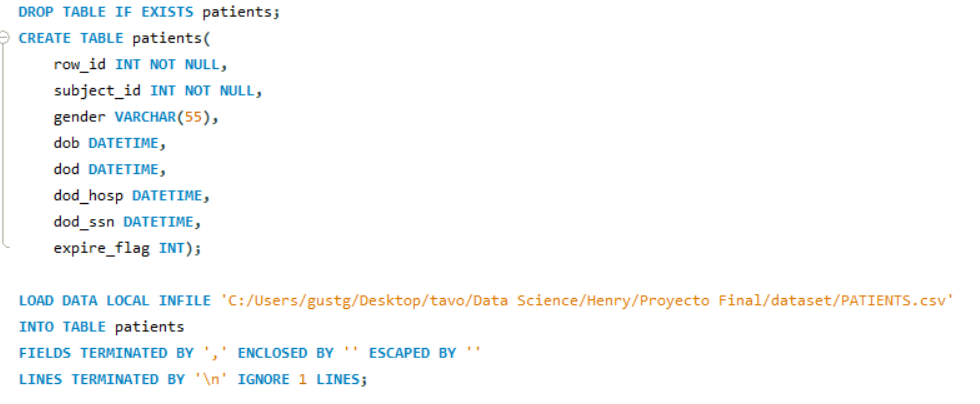 DROP TABLE IF EXISTS patients;
CREATE TABLE patients(
row_id INT NOT NULL,
subject_id INT NOT NULL,
gender VARCHAR(55),
dob DATETIME,
dod DATETIME,
dod_hosp DATETIME,
dod_ssn DATETIME,
expire_flag INT);
LOAD DATA LOCAL INFILE 'C:/Users/gustg/Desktop/tavo/Data Science/Henry/Proyecto Final/dataset/PATIENTS.csv'
INTO TABLE patients
FIELDS TERMINATED BY ',' ENCLOSED BY '' ESCAPED BY ''
LINES TERMINATED BY '\n' IGNORE 1 LINES;